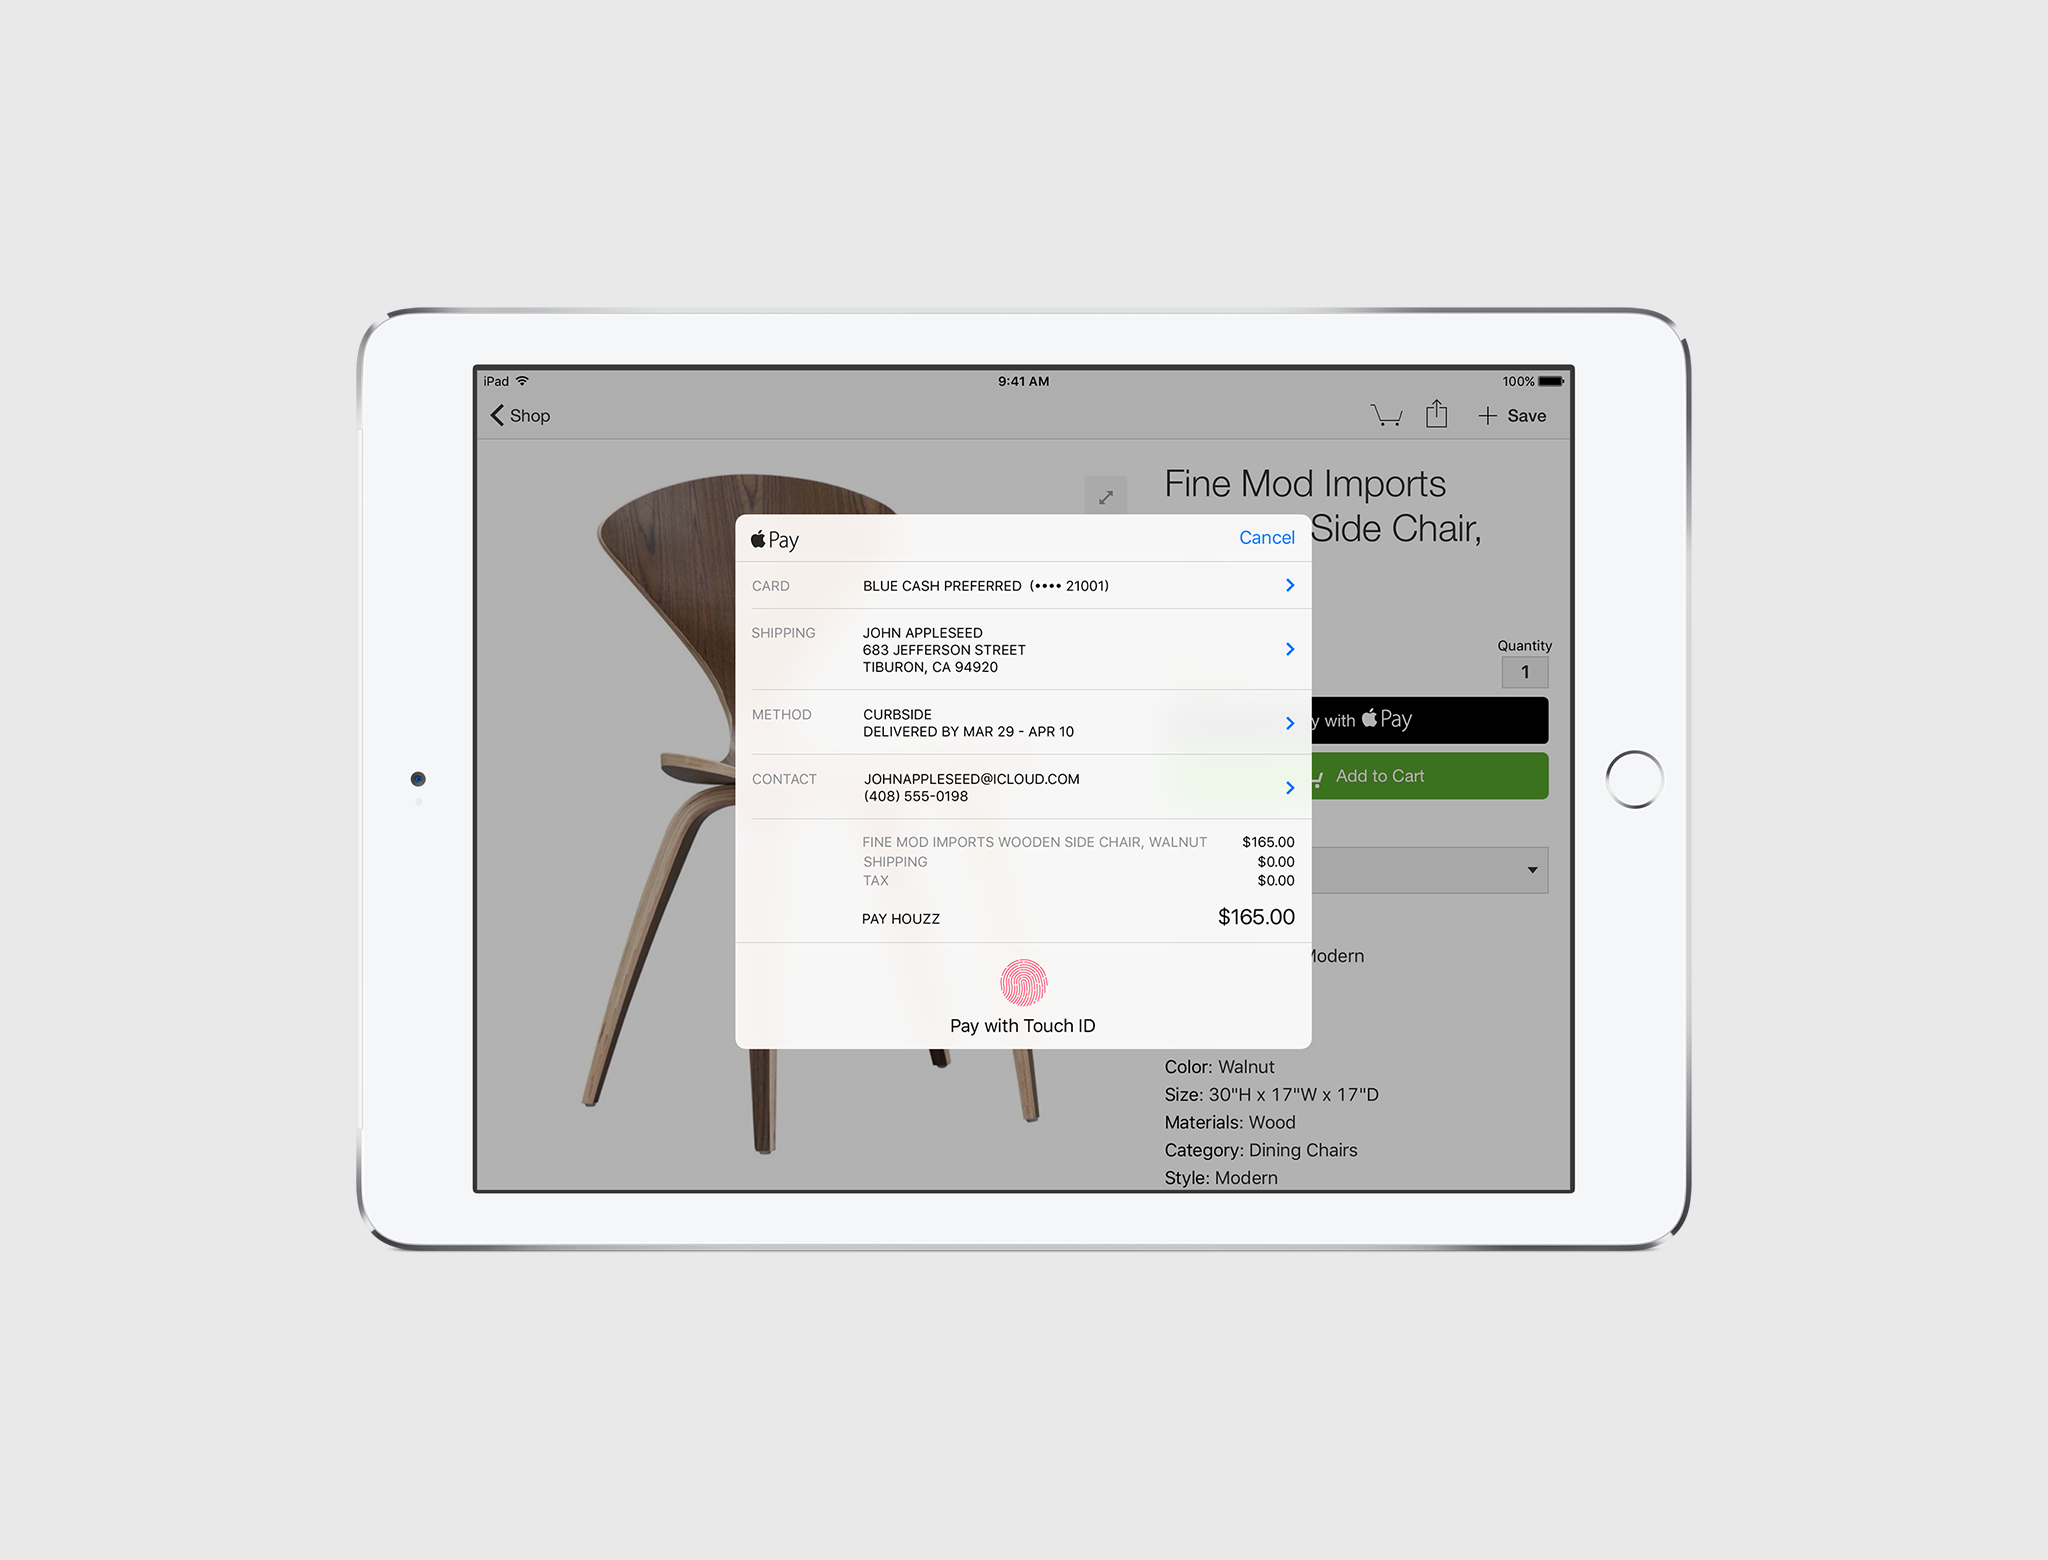 iPad
9:41 AM
100%
Shop
Save
Fine Mod Imports
Side Chair,
Quantity
1
with Pay
Add to Cart
Modern
Color: Walnut
Size: 30"H x 17"W x 17"D
Materials: Wood
Category: Dining Chairs
Style: Modern
Pay
Cancel
CARD
BLUE CASH PREFERRED (•••• 21001)
SHIPPING
JOHN APPLESEED
683 JEFFERSON STREET
TIBURON, CA 94920
METHOD
CURBSIDE
DELIVERED BY MAR 29 - APR 10
CONTACT
JOHNAPPLESEED@ICLOUD.COM
(408) 555-0198
FINE MOD IMPORTS WOODEN SIDE CHAIR, WALNUT $165.00
SHIPPING $0.00
TAX $0.00
PAY HOUZZ $165.00
Pay with Touch ID